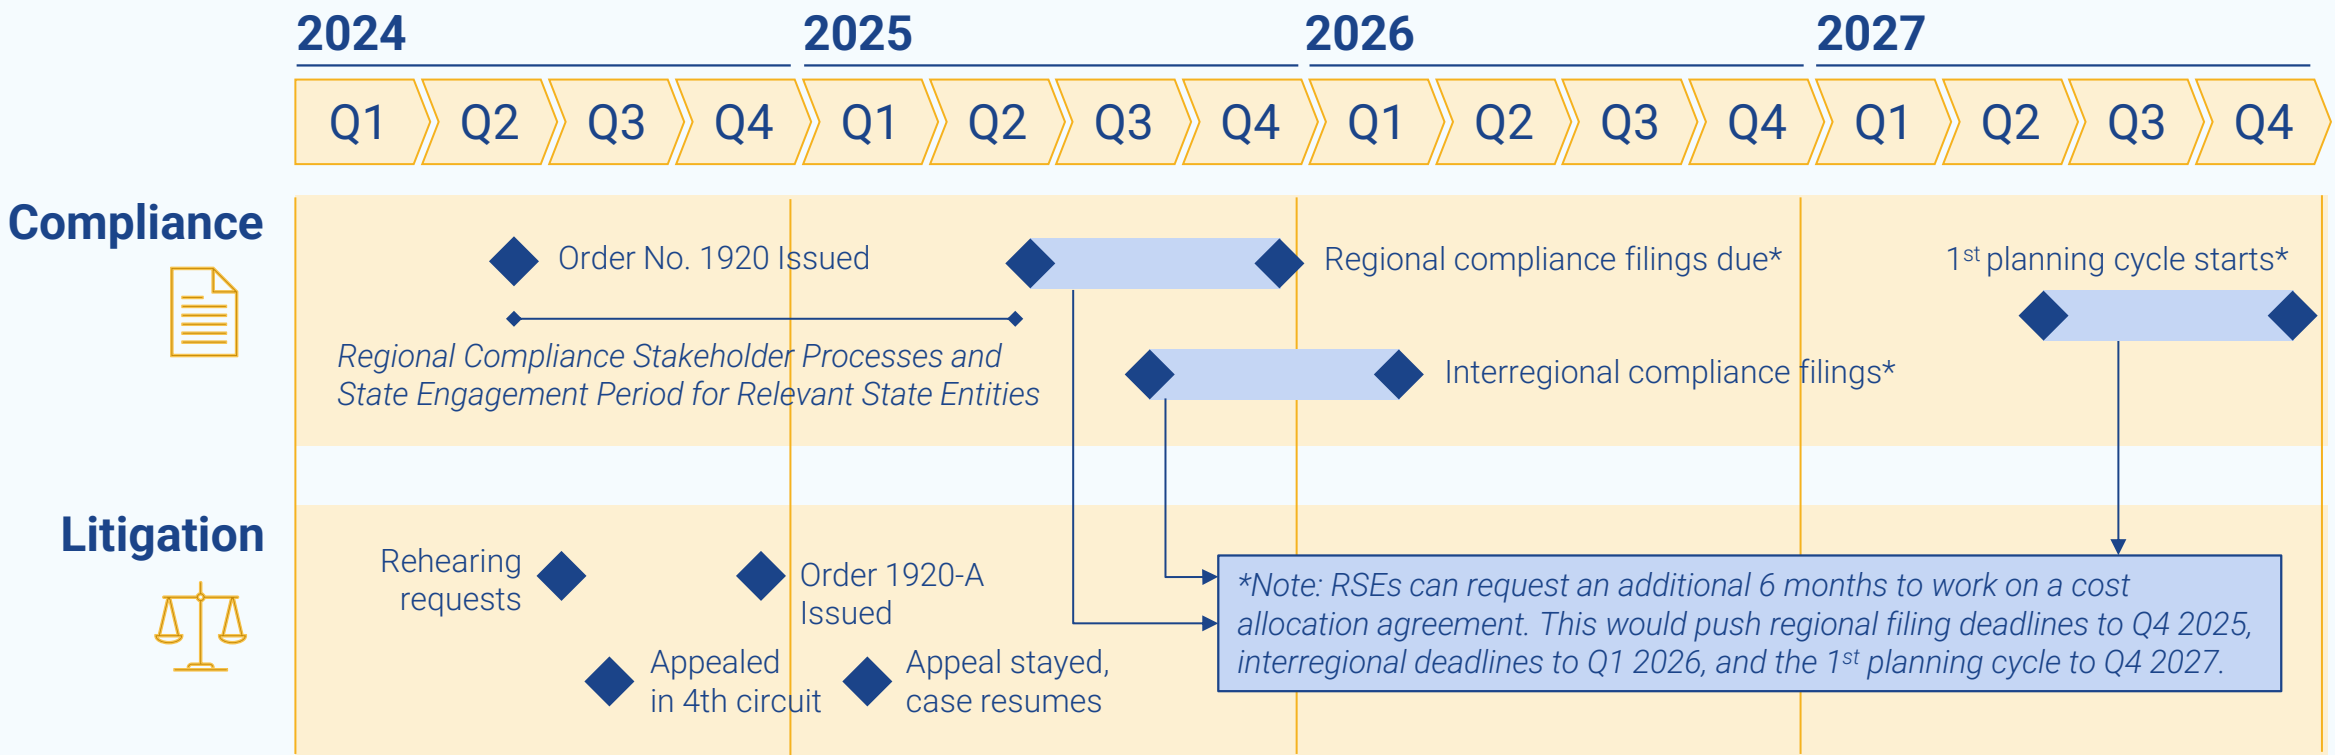 2024 2025 2026 2027
Q1 Q2 Q3 Q4 Q1 Q2 Q3 Q4 Q1 Q2 Q3 Q4 Q1 Q2 Q3 Q4
Compliance
Order No. 1920 Issued
Regional compliance filings due*
1st planning cycle starts*
Regional Compliance Stakeholder Processes and
State Engagement Period for Relevant State Entities
Interregional compliance filings*
Litigation
Rehearing
requests
Order 1920-A
Issued
Appealed
in 4th circuit
Appeal stayed,
case resumes
*Note: RSEs can request an additional 6 months to work on a cost
allocation agreement. This would push regional filing deadlines to Q4 2025,
interregional deadlines to Q1 2026, and the 1st planning cycle to Q4 2027.